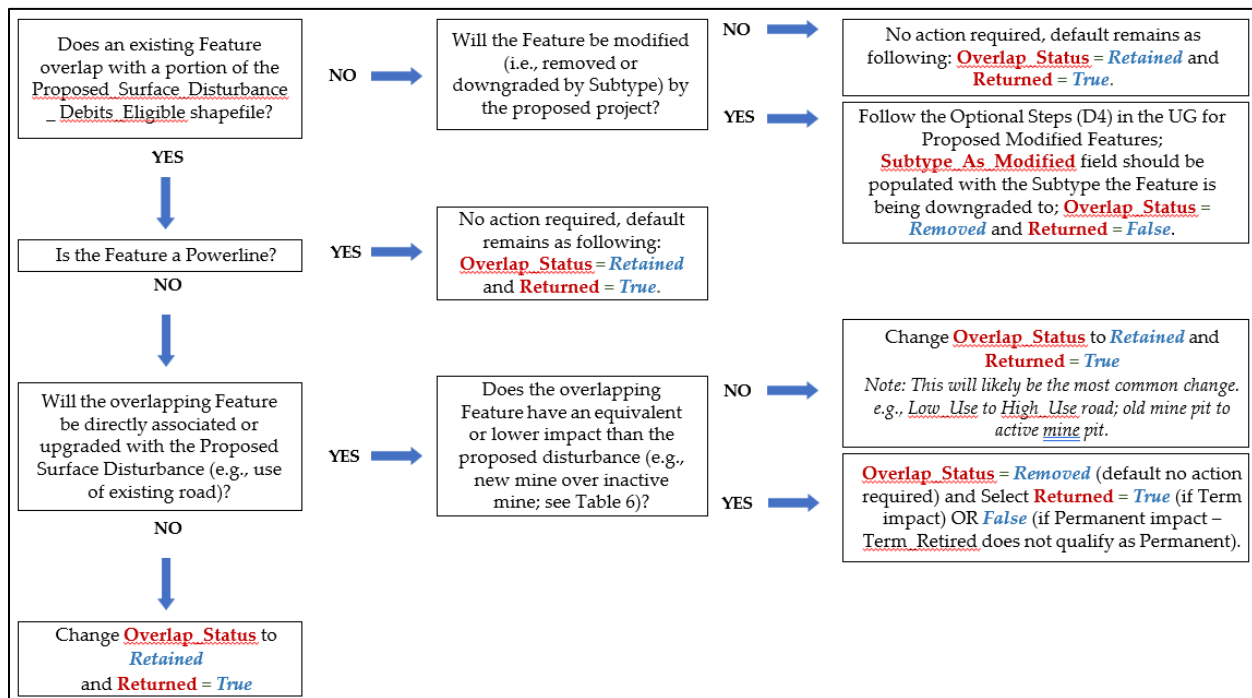 Does an existing Feature
overlap with a portion of the
Proposed_Surface_Disturbance
_ Debits_Eligible shapefile?
NO
Will the Feature be modified
(i.e., removed or
downgraded by Subtype) by
the proposed project?
NO
No action required, default remains as
following: Overlap_Status = Retained and
Returned = True.
YES
Follow the Optional Steps (D4) in the UG for
Proposed Modified Features;
Subtype_As_Modified field should be
populated with the Subtype the Feature is
being downgraded to; Overlap_Status =
Removed and Returned = False.
YES
Is the Feature a Powerline?
YES
No action required, default
remains as following:
Overlap_Status = Retained
and Returned = True.
NO
Will the overlapping Feature
be directly associated or
upgraded with the Proposed
Surface Disturbance (e.g., use
of existing road)?
YES
Does the overlapping
Feature have an equivalent
or lower impact than the
proposed disturbance (e.g.,
new mine over inactive
mine; see Table 6)?
NO
Change Overlap_Status to Retained and
Returned = True
Note: This will likely be the most common change.
e.g., Low_Use to High_Use road; old mine pit to
active mine pit.
YES
Overlap_Status = Removed (default no action
required) and Select Returned = True (if Term
impact) OR False (if Permanent impact –
Term_Retired does not qualify as Permanent).
NO
Change Overlap_Status to
Retained
and Returned = True